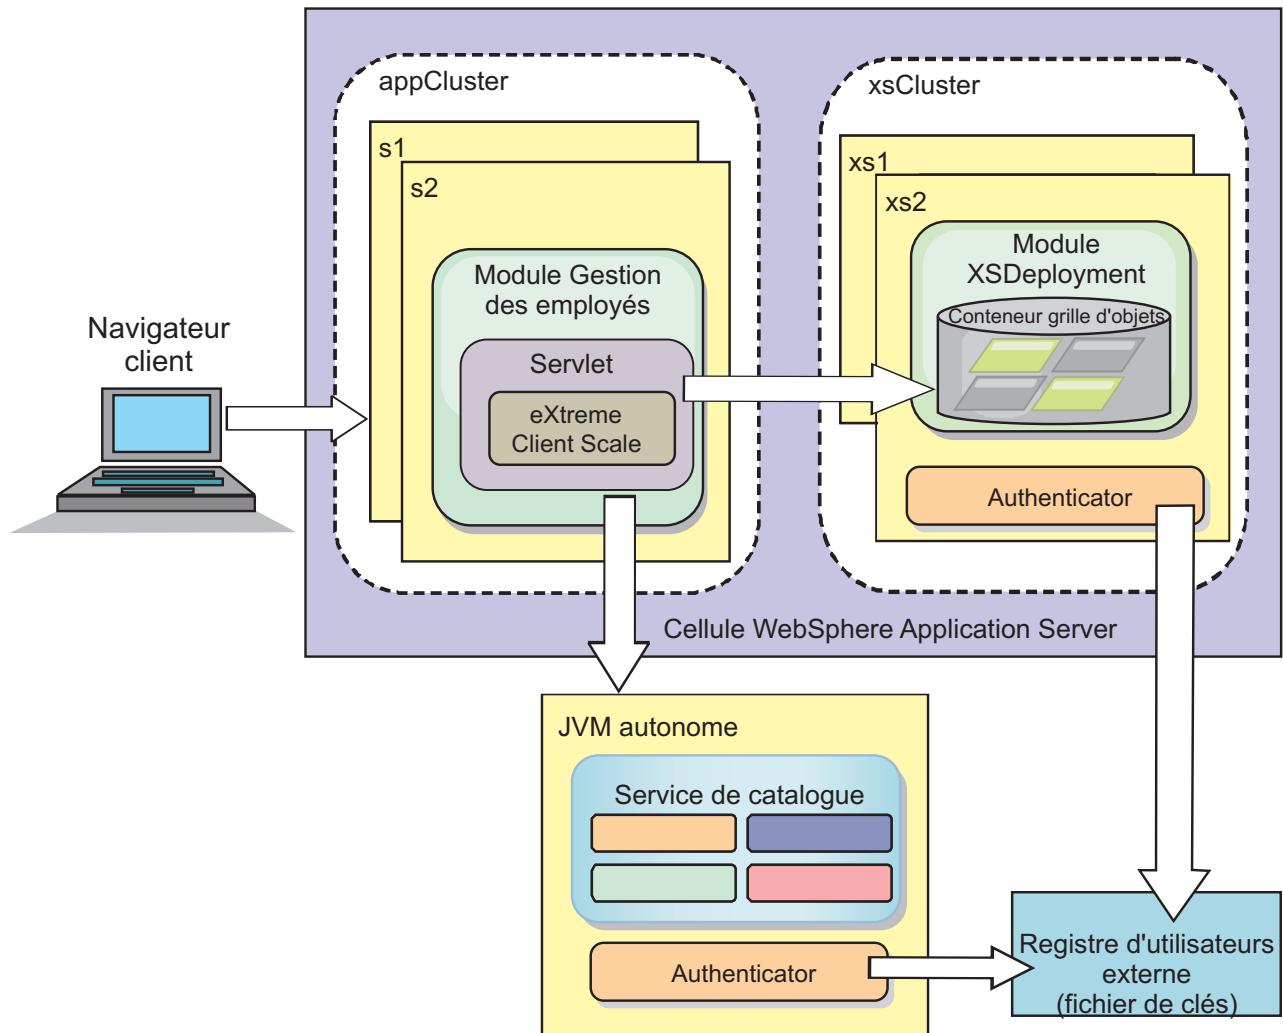 appCluster
xsCluster
s1
s2
xs1
xs2
Module Gestion
des employés
Module
XSDeployment
Conteneur grille d'objets
Navigateur
client
Servlet
eXtreme
Client Scale
Authenticator
Cellule WebSphere Application Server
JVM autonome
Service de catalogue
Authenticator
Registre d'utilisateurs
externe
(fichier de clés)